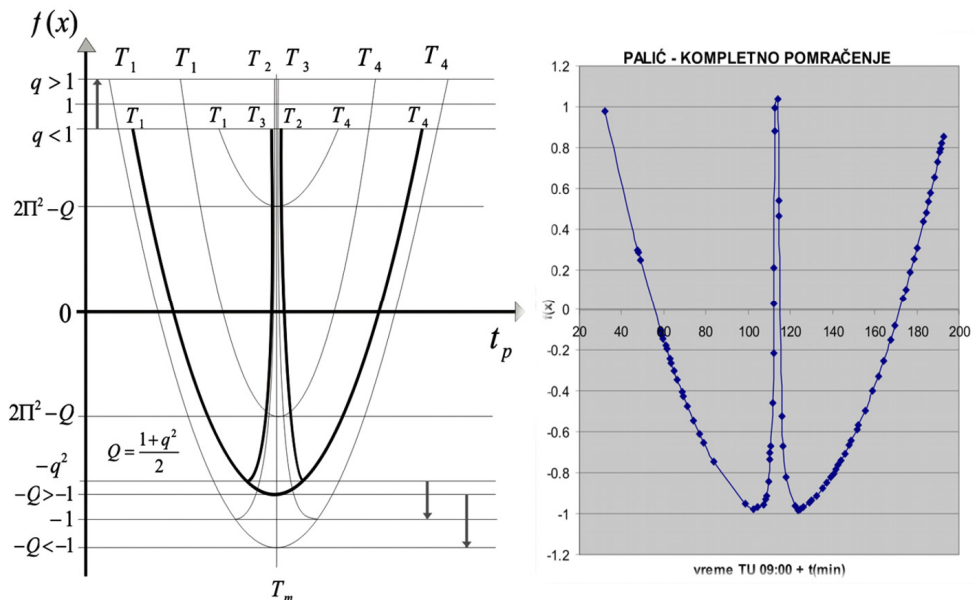 f(x)
T₁ T₁ T₂ T₃ T₄ T₄
q > 1
1
q < 1
T₁ T₁ T₃ T₂ T₄ T₄
2Π² – Q
0
tₚ
2Π² – Q
Q = (1+q²)/2
-q²
-Q > -1
-1
-Q < -1
Tₘ
PALIĆ - KOMPLETNO POMRAČENJE
1.2
1
0.8
0.6
0.4
0.2
0
-0.2
-0.4
-0.6
-0.8
-1
-1.2
f(x)
20 40 60 80 100 120 140 160 180 200
vreme TU 09:00 + t(min)